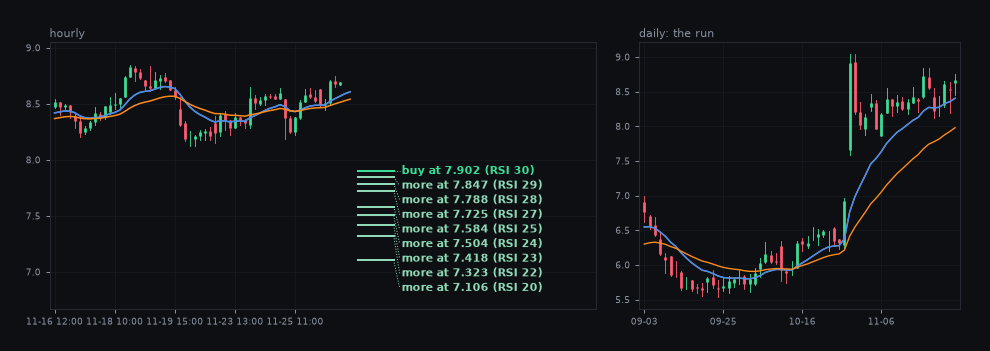 hourly
9.0
8.5
8.0
7.5
7.0
buy at 7.902 (RSI 30)
more at 7.847 (RSI 29)
more at 7.788 (RSI 28)
more at 7.725 (RSI 27)
more at 7.584 (RSI 25)
more at 7.504 (RSI 24)
more at 7.418 (RSI 23)
more at 7.323 (RSI 22)
more at 7.106 (RSI 20)
11-16 12:00 11-18 10:00 11-19 15:00 11-23 13:00 11-25 11:00
daily: the run
9.0
8.5
8.0
7.5
7.0
6.5
6.0
5.5
09-03 09-25 10-16 11-06